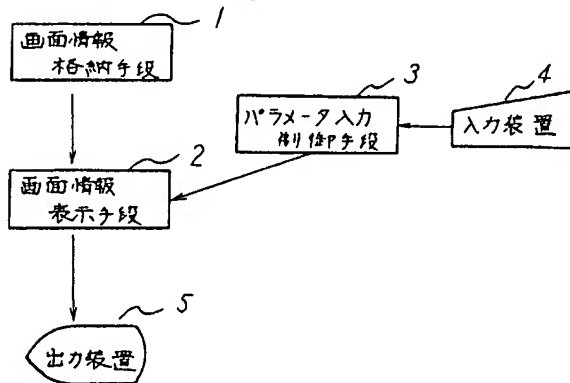 1
画面情報
格納手段
2
画面情報
表示手段
3
パラメータ入力
制御手段
4
入力装置
5
出力装置